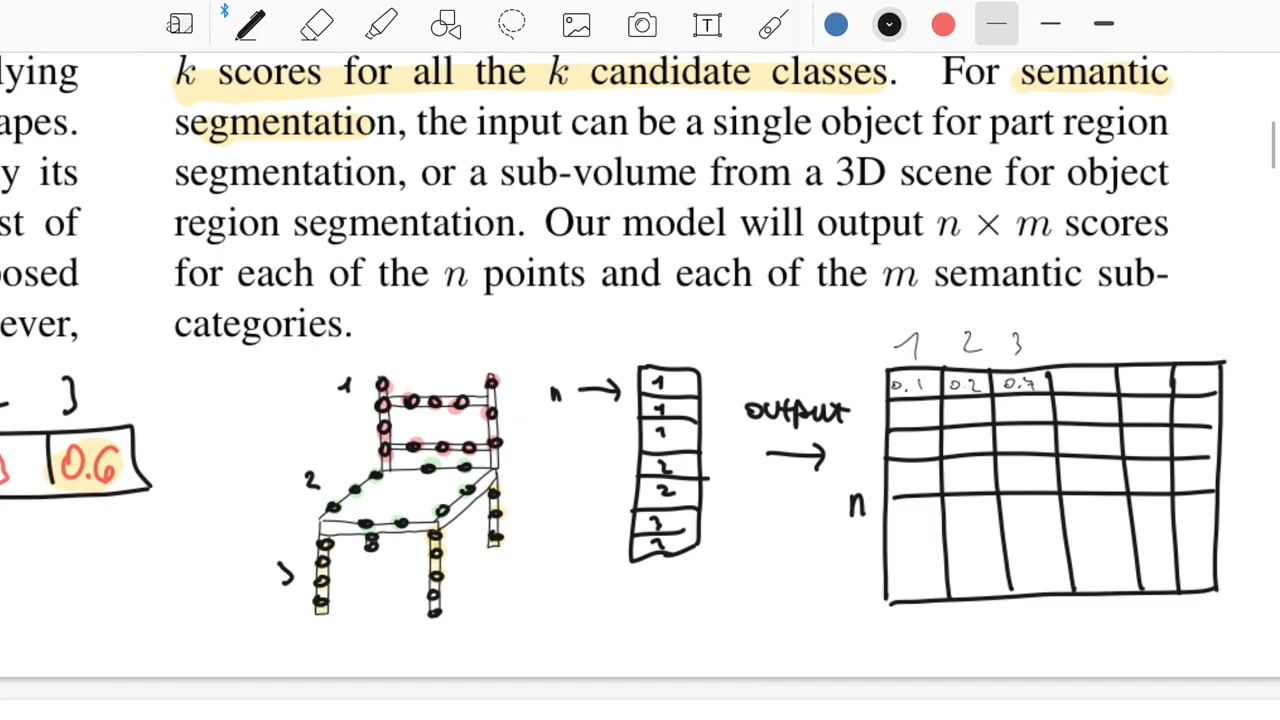 lying
apes.
y its
st of
posed
ever,
k scores for all the k candidate classes. For semantic
segmentation, the input can be a single object for part region
segmentation, or a sub-volume from a 3D scene for object
region segmentation. Our model will output n × m scores
for each of the n points and each of the m semantic sub-
categories.
3
0.6
1
2
3
n →
1
1
1
2
2
3
3
output
→
1 2 3
0.1 0.2 0.7
n
T